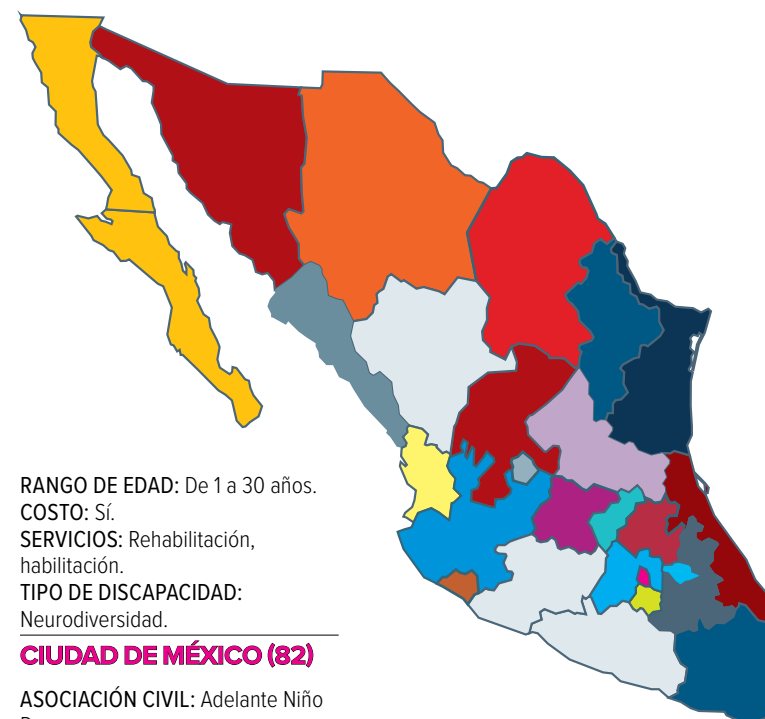 RANGO DE EDAD: De 1 a 30 años.
COSTO: Sí.
SERVICIOS: Rehabilitación,
habilitación.
TIPO DE DISCAPACIDAD:
Neurodiversidad.
CIUDAD DE MÉXICO (82)
ASOCIACIÓN CIVIL: Adelante Niño